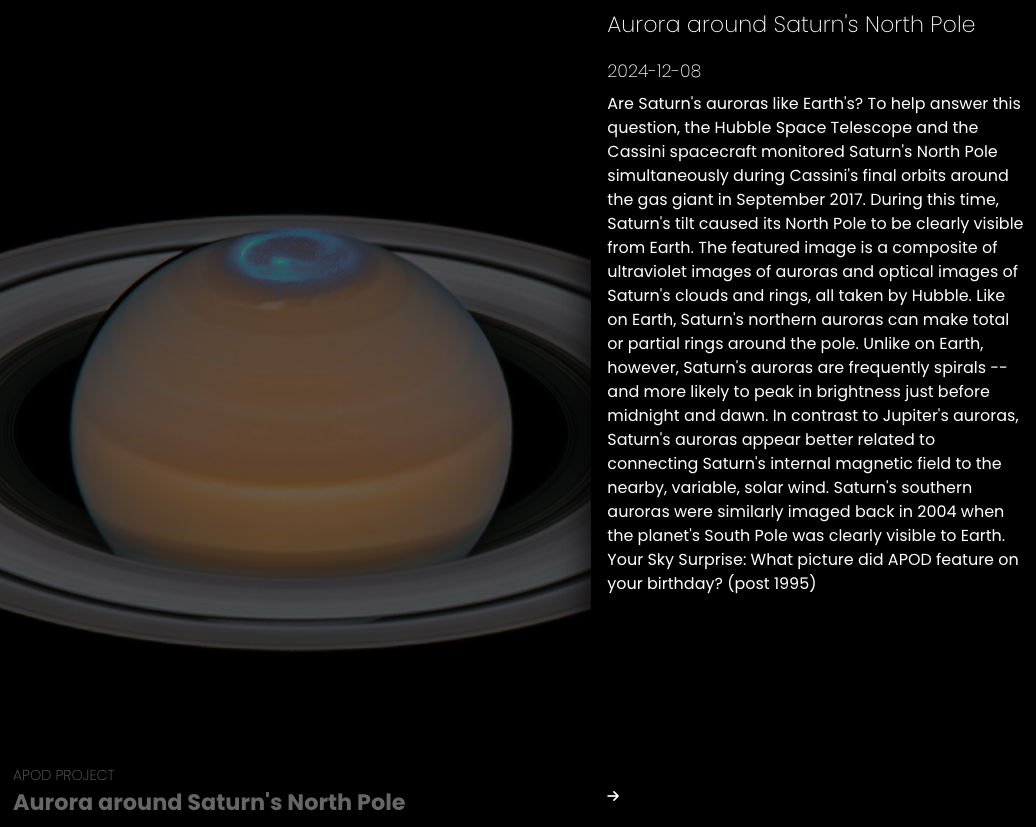 Aurora around Saturn's North Pole
2024-12-08
Are Saturn's auroras like Earth's? To help answer this
question, the Hubble Space Telescope and the
Cassini spacecraft monitored Saturn's North Pole
simultaneously during Cassini's final orbits around
the gas giant in September 2017. During this time,
Saturn's tilt caused its North Pole to be clearly visible
from Earth. The featured image is a composite of
ultraviolet images of auroras and optical images of
Saturn's clouds and rings, all taken by Hubble. Like
on Earth, Saturn's northern auroras can make total
or partial rings around the pole. Unlike on Earth,
however, Saturn's auroras are frequently spirals --
and more likely to peak in brightness just before
midnight and dawn. In contrast to Jupiter's auroras,
Saturn's auroras appear better related to
connecting Saturn's internal magnetic field to the
nearby, variable, solar wind. Saturn's southern
auroras were similarly imaged back in 2004 when
the planet's South Pole was clearly visible to Earth.
Your Sky Surprise: What picture did APOD feature on
your birthday? (post 1995)
APOD PROJECT
Aurora around Saturn's North Pole